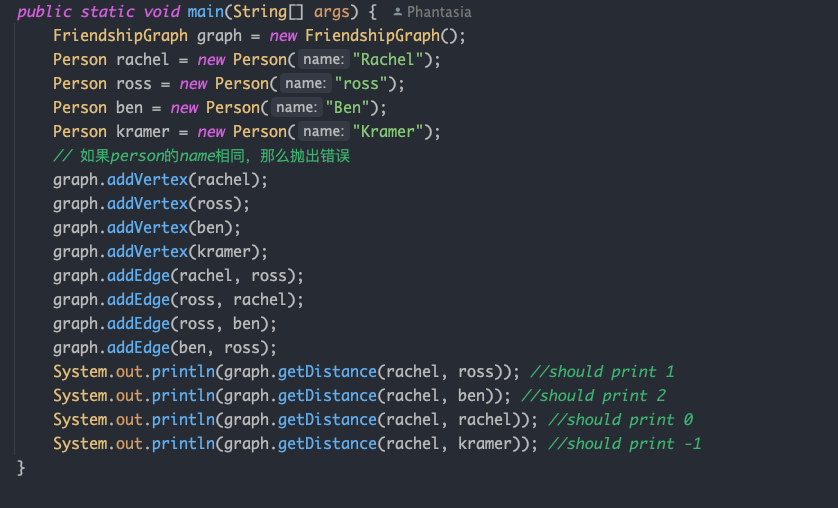 public static void main(String[] args) { Phantasia
FriendshipGraph graph = new FriendshipGraph();
Person rachel = new Person( name: "Rachel");
Person ross = new Person( name: "ross");
Person ben = new Person( name: "Ben");
Person kramer = new Person( name: "Kramer");
// 如果person的name相同，那么抛出错误
graph.addVertex(rachel);
graph.addVertex(ross);
graph.addVertex(ben);
graph.addVertex(kramer);
graph.addEdge(rachel, ross);
graph.addEdge(ross, rachel);
graph.addEdge(ross, ben);
graph.addEdge(ben, ross);
System.out.println(graph.getDistance(rachel, ross)); //should print 1
System.out.println(graph.getDistance(rachel, ben)); //should print 2
System.out.println(graph.getDistance(rachel, rachel)); //should print 0
System.out.println(graph.getDistance(rachel, kramer)); //should print -1
}